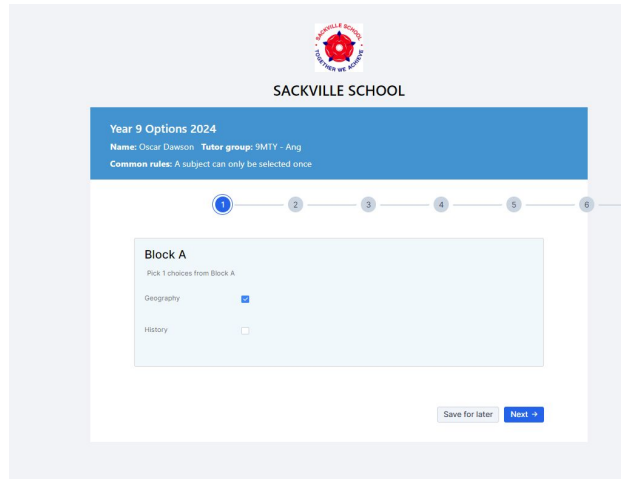 SACKVILLE SCHOOL
TOGETHER WE ACHIEVE
SACKVILLE SCHOOL
Year 9 Options 2024
Name: Oscar Dawson Tutor group: 9MTY - Ang
Common rules: A subject can only be selected once
1 2 3 4 5 6
Block A
Pick 1 choices from Block A
Geography
History
Save for later Next →